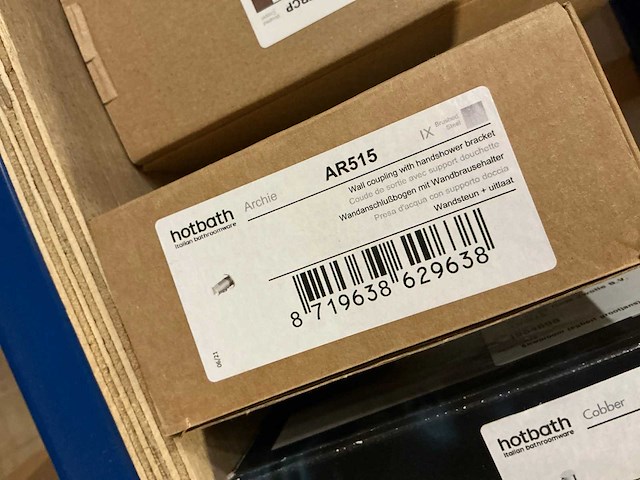 hotbath
Italian bathroomware
Archie
AR515
IX
Brushed
Steel
Wall coupling with handshower bracket
Coude de sortie avec support douchette
Wandanschlußbogen mit Wandbrausehalter
Presa d'acqua con supporto doccia
Wandsteun + uitlaat
8 719638 629638
06/21
hotbath
Italian bathroomware
Cobber